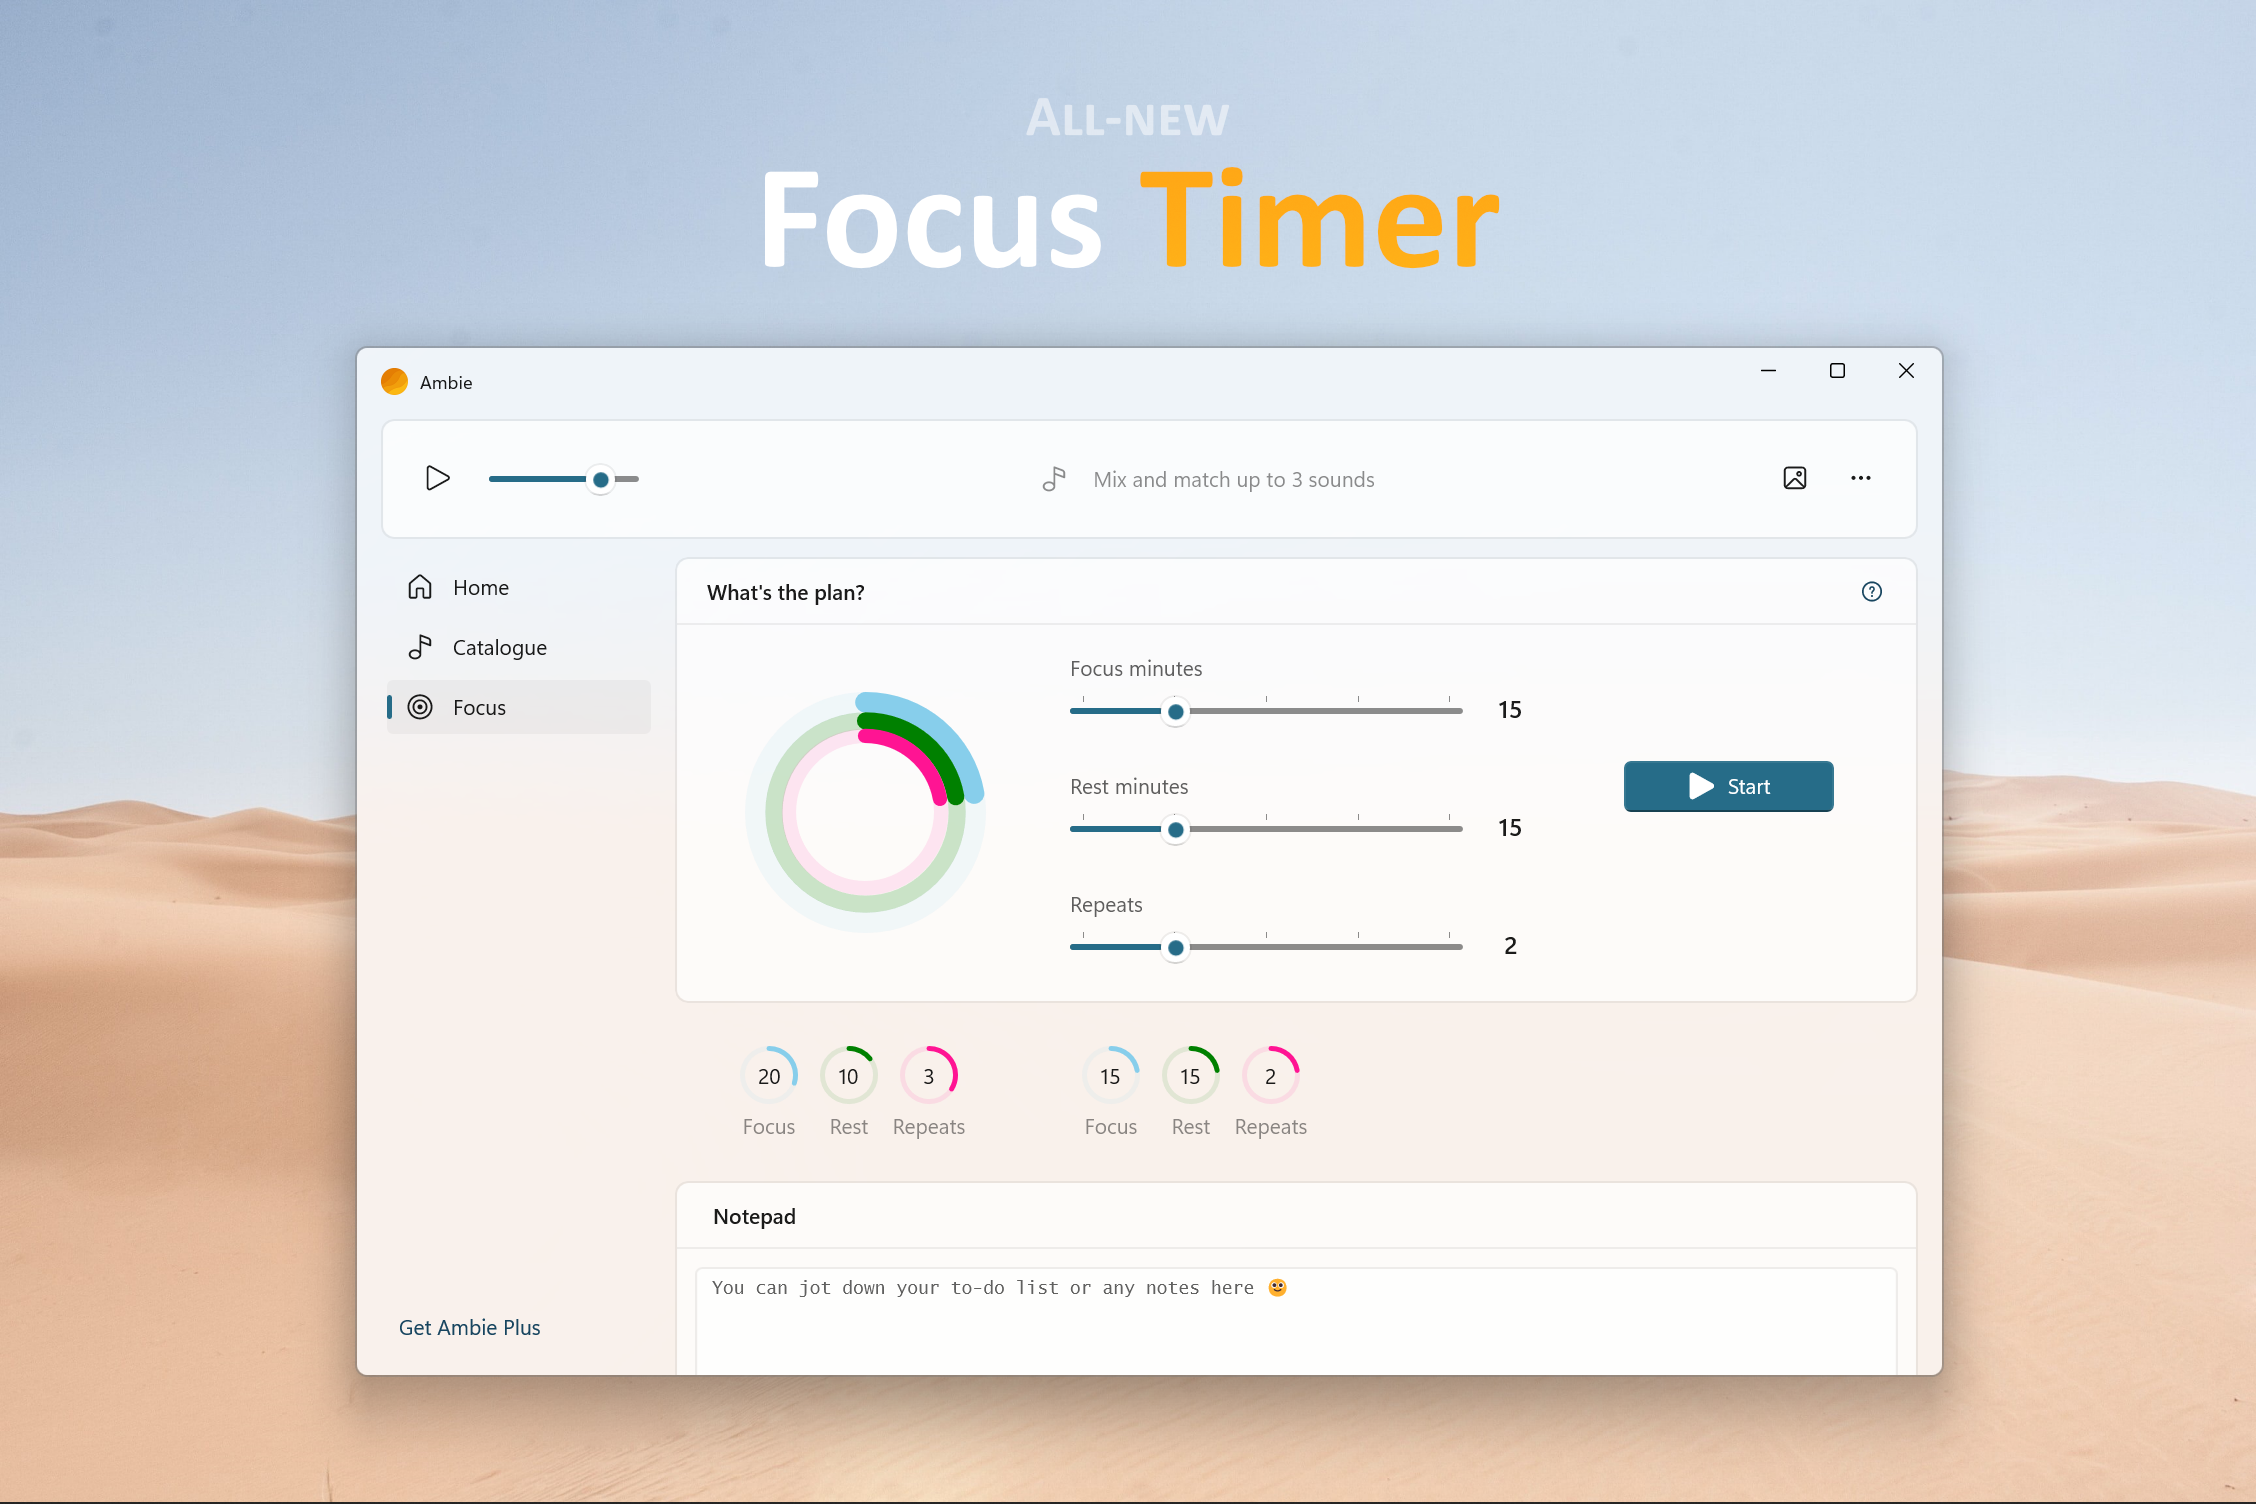 ALL-NEW
Focus Timer
Ambie
Mix and match up to 3 sounds
Home
Catalogue
Focus
What's the plan?
Focus minutes
15
Rest minutes
15
Repeats
2
Start
20 10 3
Focus Rest Repeats
15 15 2
Focus Rest Repeats
Notepad
You can jot down your to-do list or any notes here 🙂
Get Ambie Plus